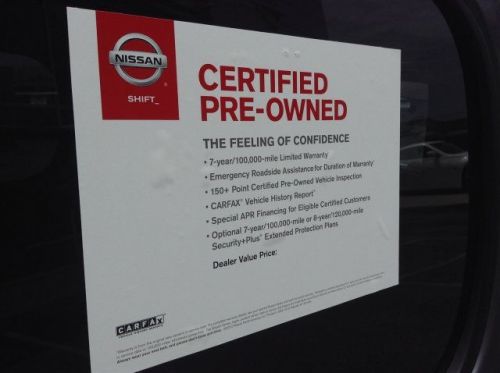 NISSAN
SHIFT_
CERTIFIED
PRE-OWNED
THE FEELING OF CONFIDENCE
• 7-year/100,000-mile Limited Warranty*
• Emergency Roadside Assistance for Duration of Warranty*
• 150+ Point Certified Pre-Owned Vehicle Inspection
• CARFAX® Vehicle History Report™
• Special APR Financing for Eligible Certified Customers
• Optional 7-year/100,000-mile or 8-year/120,000-mile
Security+Plus® Extended Protection Plans
Dealer Value Price:
CARFAX